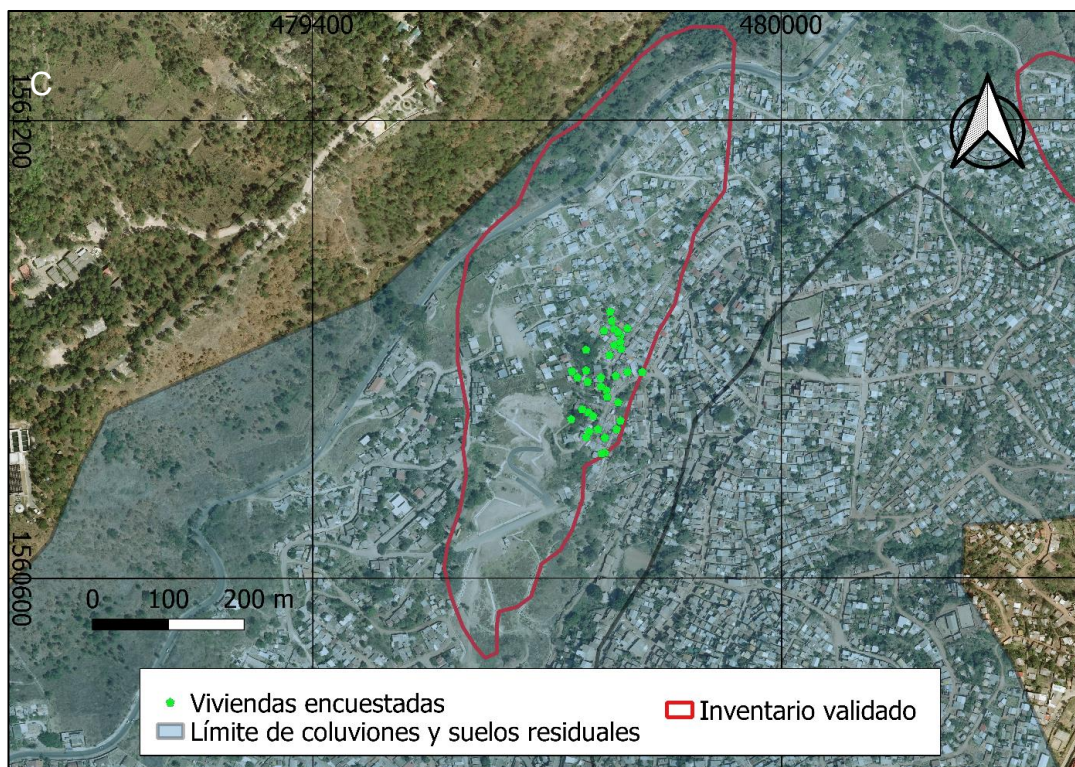 479400
480000
C
1561200
1560600
0 100 200 m
Viviendas encuestadas
Límite de coluviones y suelos residuales
Inventario validado